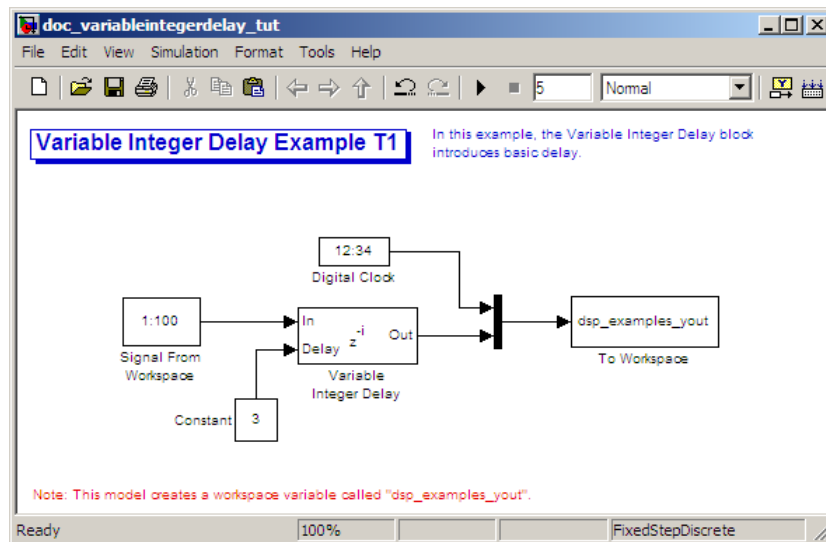 doc_variableintegerdelay_tut
File Edit View Simulation Format Tools Help
5 Normal
Variable Integer Delay Example T1
In this example, the Variable Integer Delay block
introduces basic delay.
12:34
Digital Clock
1:100
Signal From
Workspace
In
Delay
z-i
Out
Variable
Integer Delay
dsp_examples_yout
To Workspace
Constant
3
Note: This model creates a workspace variable called "dsp_examples_yout".
Ready 100% FixedStepDiscrete